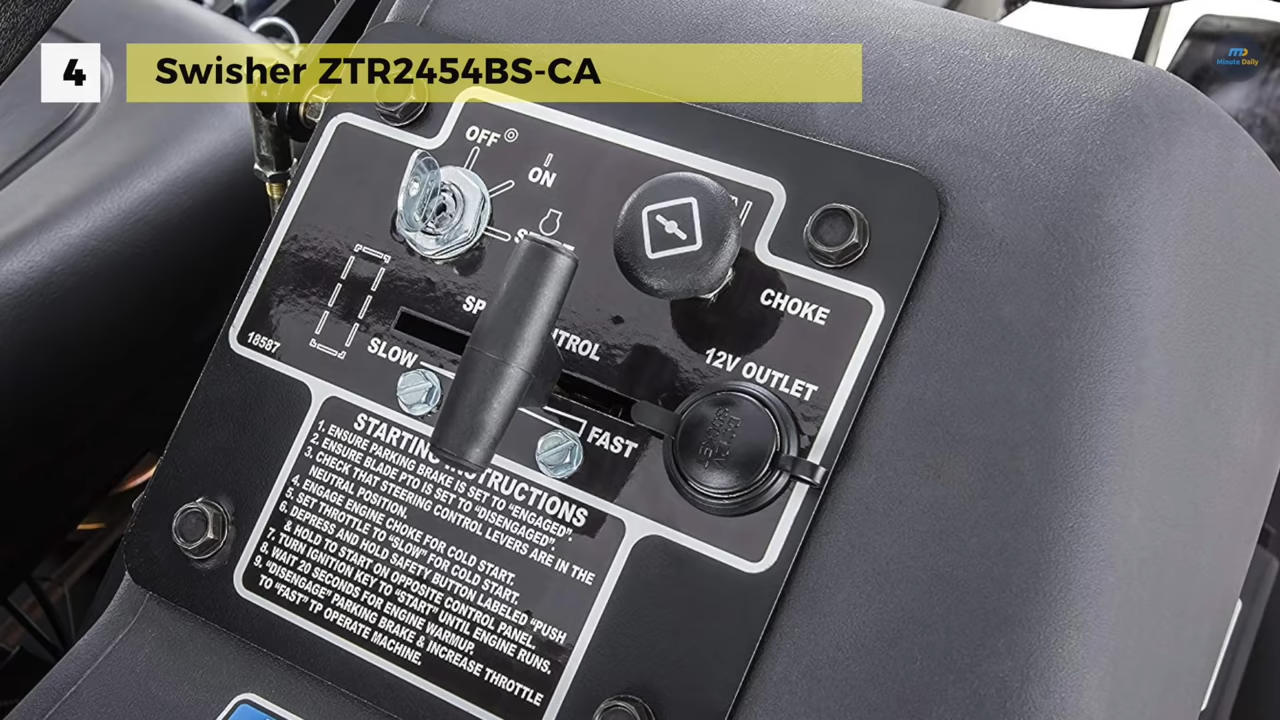 4
Swisher ZTR2454BS-CA
Minute Daily
OFF
ON
CHOKE
12V OUTLET
SLOW
FAST
18587
STARTING INSTRUCTIONS
1. ENSURE PARKING BRAKE IS SET TO "ENGAGED".
2. ENSURE BLADE PTO IS SET TO "DISENGAGED".
3. CHECK THAT STEERING CONTROL LEVERS ARE IN THE
NEUTRAL POSITION.
4. ENGAGE ENGINE CHOKE FOR COLD START.
5. SET THROTTLE TO "SLOW" FOR COLD START.
6. DEPRESS AND HOLD SAFETY BUTTON LABELED "PUSH
& HOLD TO START ON OPPOSITE CONTROL PANEL.
7. TURN IGNITION KEY TO "START" UNTIL ENGINE RUNS.
8. WAIT 20 SECONDS FOR ENGINE WARMUP.
9. "DISENGAGE" PARKING BRAKE & INCREASE THROTTLE
TO "FAST" TP OPERATE MACHINE.